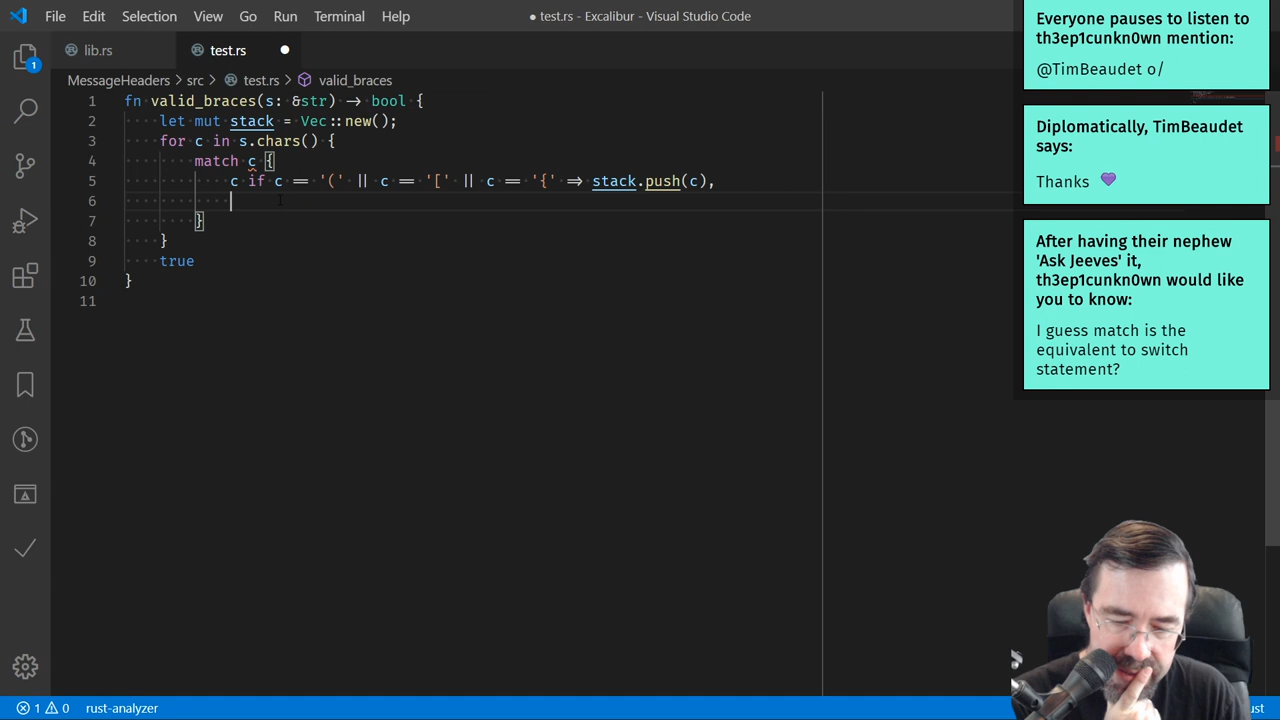 File Edit Selection View Go Run Terminal Help
● test.rs - Excalibur - Visual Studio Code
lib.rs
test.rs
MessageHeaders > src > test.rs > valid_braces
1 fn valid_braces(s: &str) -> bool {
2 let mut stack = Vec::new();
3 for c in s.chars() {
4 match c {
5 c if c == '(' || c == '[' || c == '{' => stack.push(c),
6
7 }
8 }
9 true
10 }
11
1
Everyone pauses to listen to
th3ep1cunkn0wn mention:
@TimBeaudet o/
Diplomatically, TimBeaudet
says:
Thanks 💜
After having their nephew
'Ask Jeeves' it,
th3ep1cunkn0wn would like
you to know:
I guess match is the
equivalent to switch
statement?
1 0 rust-analyzer